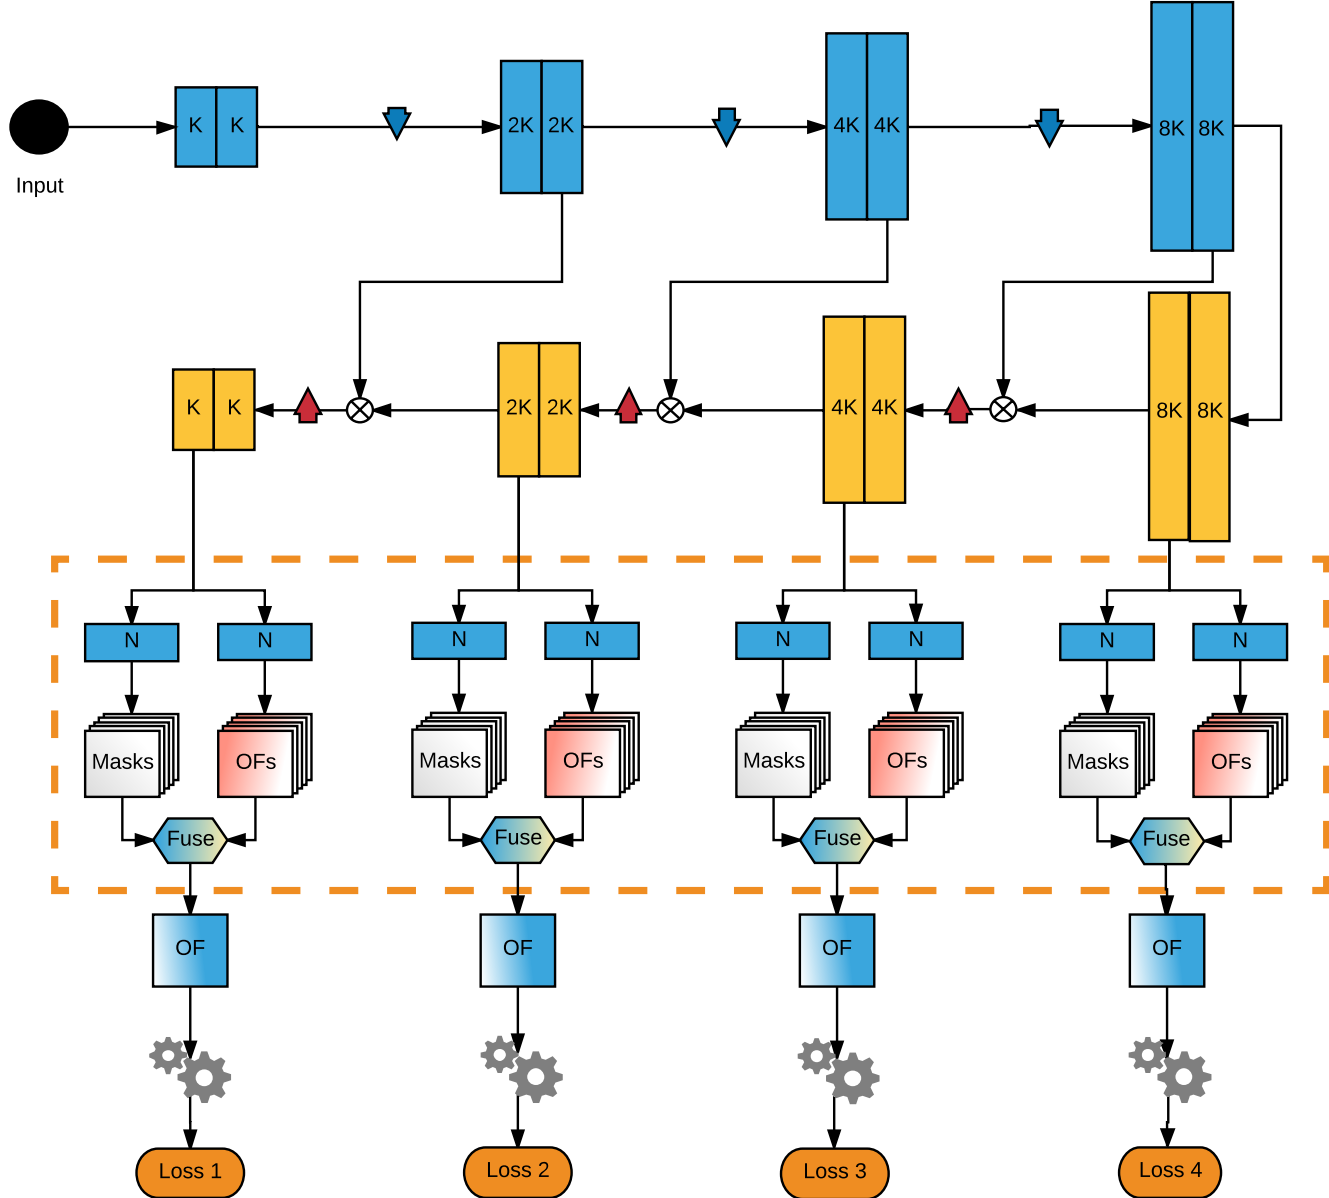 K K 2K 2K 4K 4K 8K 8K
Input
K K 2K 2K 4K 4K 8K 8K
N N N N N N N N
Masks OFs Masks OFs Masks OFs Masks OFs
Fuse Fuse Fuse Fuse
OF OF OF OF
Loss 1 Loss 2 Loss 3 Loss 4